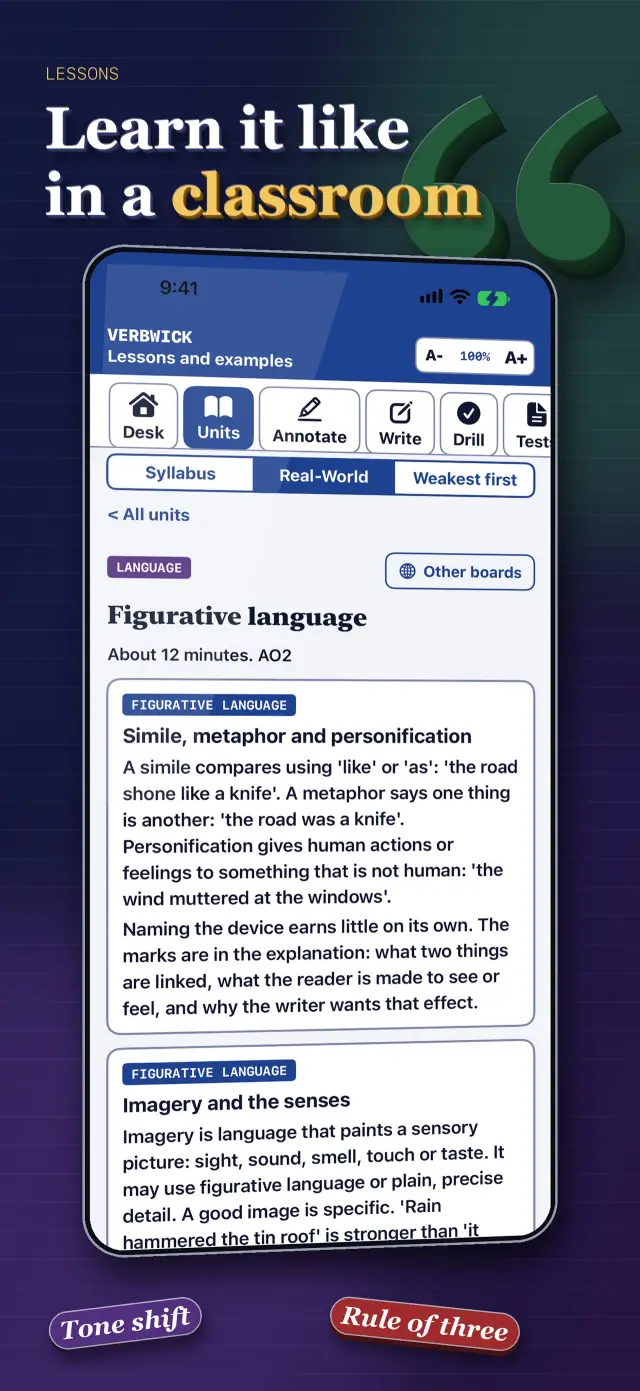 LESSONS
Learn it like
in a classroom
9:41
VERBWICK
Lessons and examples
A- 100% A+
Desk
Units
Annotate
Write
Drill
Test
Syllabus
Real-World
Weakest first
< All units
LANGUAGE
Other boards
Figurative language
About 12 minutes. AO2
FIGURATIVE LANGUAGE
Simile, metaphor and personification
A simile compares using 'like' or 'as': 'the road
shone like a knife'. A metaphor says one thing
is another: 'the road was a knife'.
Personification gives human actions or
feelings to something that is not human: 'the
wind muttered at the windows'.
Naming the device earns little on its own. The
marks are in the explanation: what two things
are linked, what the reader is made to see or
feel, and why the writer wants that effect.
FIGURATIVE LANGUAGE
Imagery and the senses
Imagery is language that paints a sensory
picture: sight, sound, smell, touch or taste. It
may use figurative language or plain, precise
detail. A good image is specific. 'Rain
hammered the tin roof' is stronger than 'it
Tone shift
Rule of three